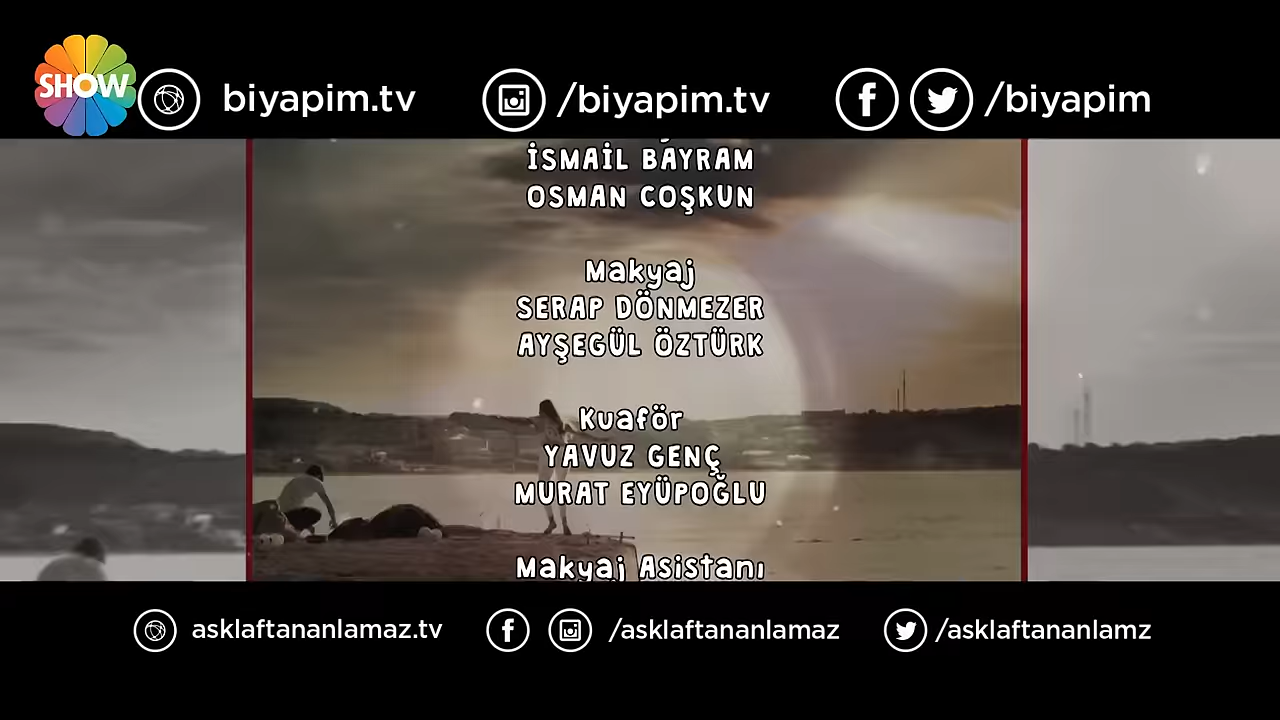 SHOW
biyapim.tv
/biyapim.tv
/biyapim
İSMAİL BAYRAM
OSMAN COŞKUN
Makyaj
SERAP DÖNMEZER
AYŞEGÜL ÖZTÜRK
Kuaför
YAVUZ GENÇ
MURAT EYÜPOĞLU
Makyaj Asistanı
asklaftananlamaz.tv
/asklaftananlamaz
/asklaftananlamz